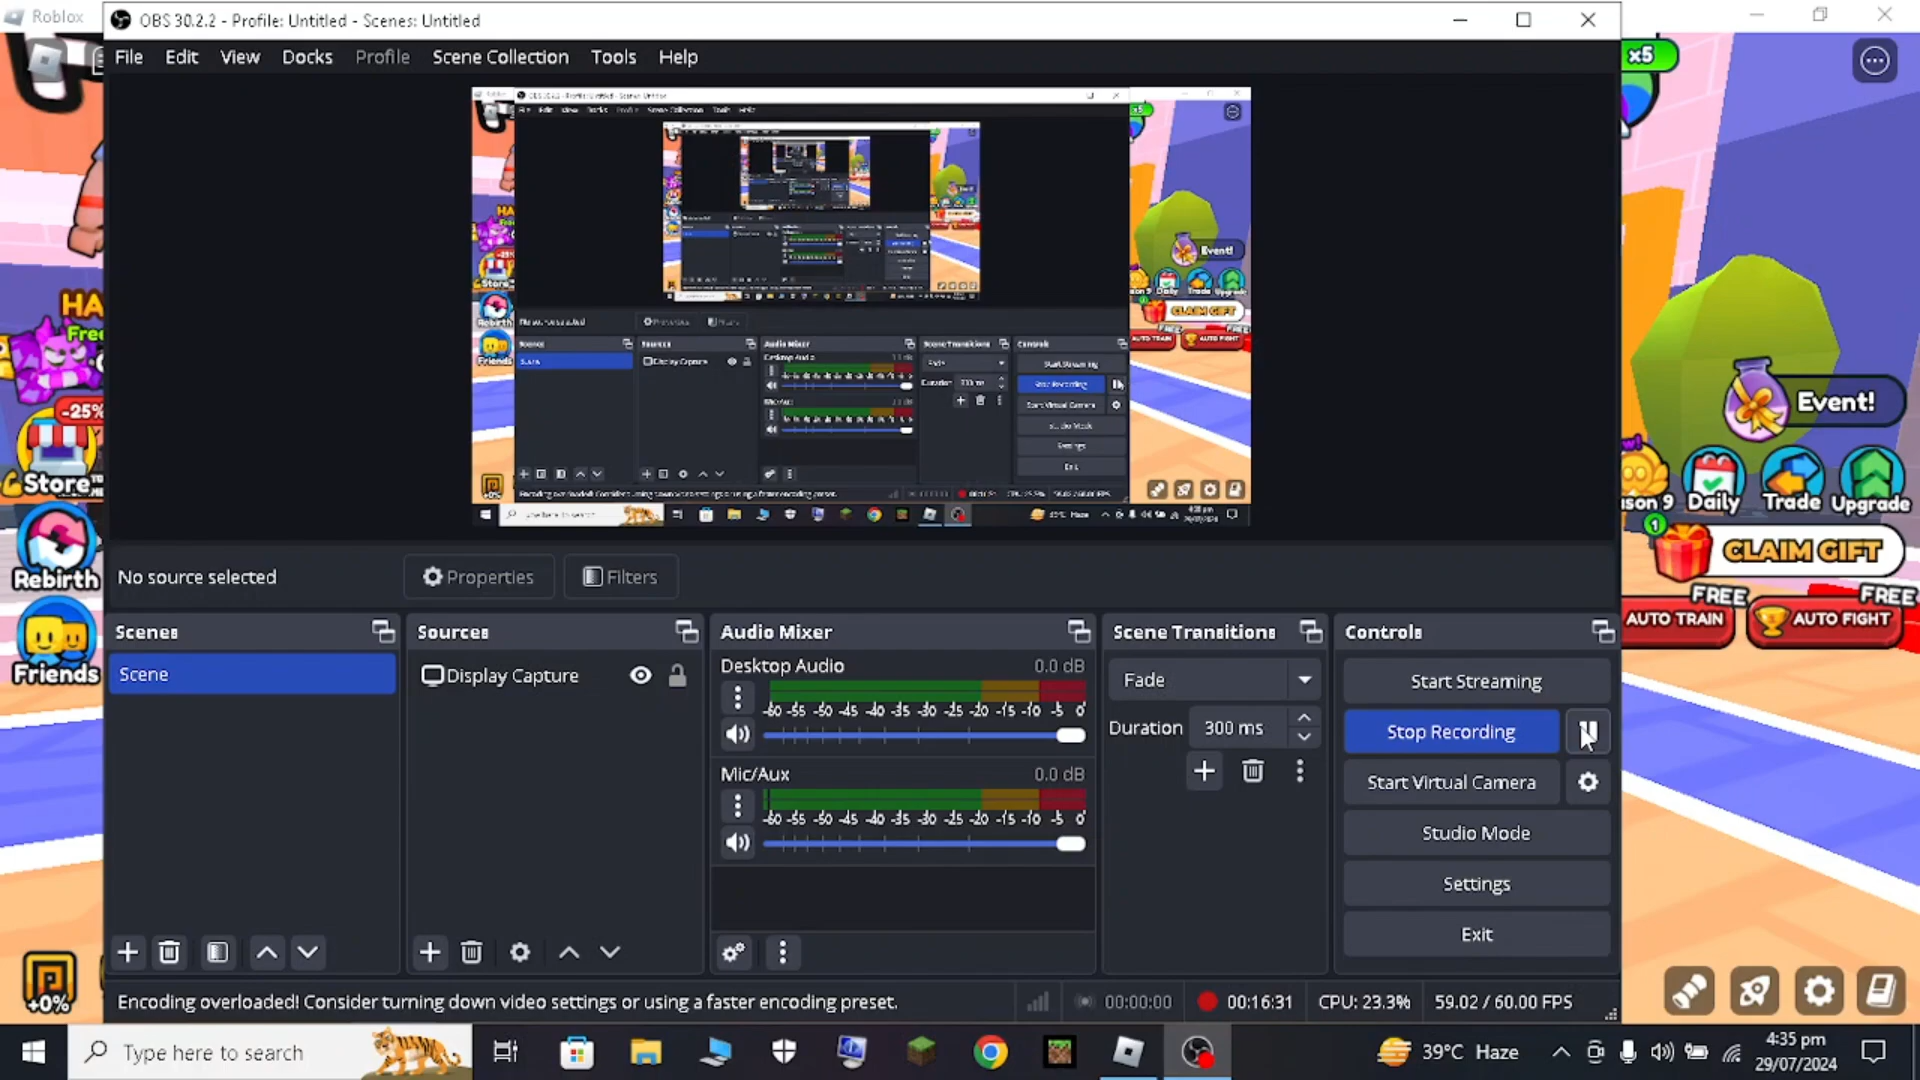 Roblox
OBS 30.2.2 - Profile: Untitled - Scenes: Untitled
File Edit View Docks Profile Scene Collection Tools Help
x5
HA
Free
-25%
Store
Rebirth
Friends
+0%
Event!
son 9 Daily Trade Upgrade
1
CLAIM GIFT
FREE FREE
AUTO TRAIN AUTO FIGHT
Event!
CLAIM GIFT
No source selected
Properties Filters
Scenes
Scene
Sources
Display Capture
Audio Mixer
Desktop Audio 0.0 dB
-60 -55 -50 -45 -40 -35 -30 -25 -20 -15 -10 -5 0
Mic/Aux 0.0 dB
-60 -55 -50 -45 -40 -35 -30 -25 -20 -15 -10 -5 0
Scene Transitions
Fade
Duration 300 ms
Controls
Start Streaming
Stop Recording
Start Virtual Camera
Studio Mode
Settings
Exit
Encoding overloaded! Consider turning down video settings or using a faster encoding preset.
00:00:00 00:16:31 CPU: 23.3% 59.02 / 60.00 FPS
Type here to search
39°C Haze
4:35 pm
29/07/2024